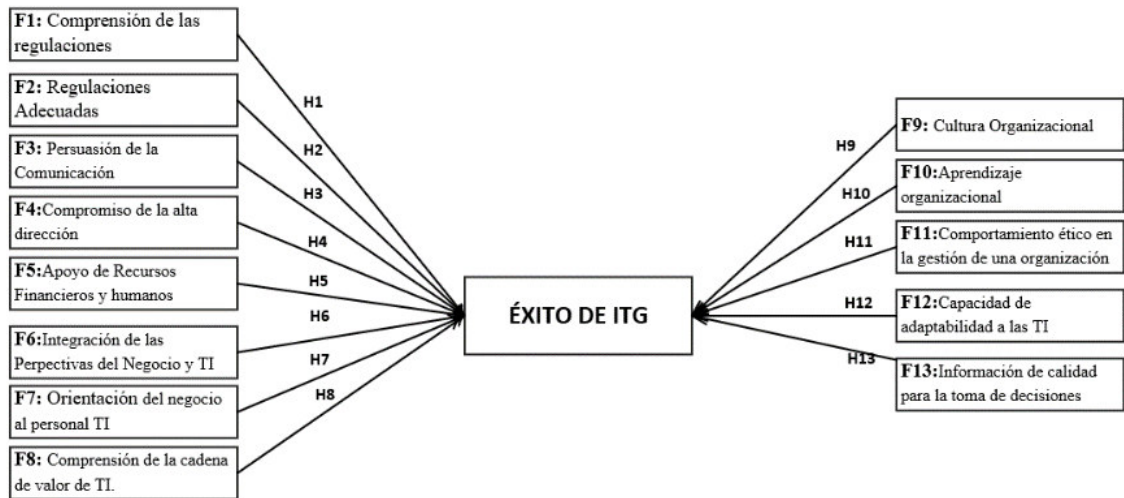 F1: Comprensión de las
regulaciones
F2: Regulaciones
Adecuadas
F3: Persuasión de la
Comunicación
F4:Compromiso de la alta
dirección
F5:Apoyo de Recursos
Financieros y humanos
F6:Integración de las
Perpectivas del Negocio y TI
F7: Orientación del negocio
al personal TI
F8: Comprensión de la cadena
de valor de TI.
H1
H2
H3
H4
H5
H6
H7
H8
ÉXITO DE ITG
H9
H10
H11
H12
H13
F9: Cultura Organizacional
F10:Aprendizaje
organizacional
F11:Comportamiento ético en
la gestión de una organización
F12:Capacidad de
adaptabilidad a las TI
F13:Información de calidad
para la toma de decisiones